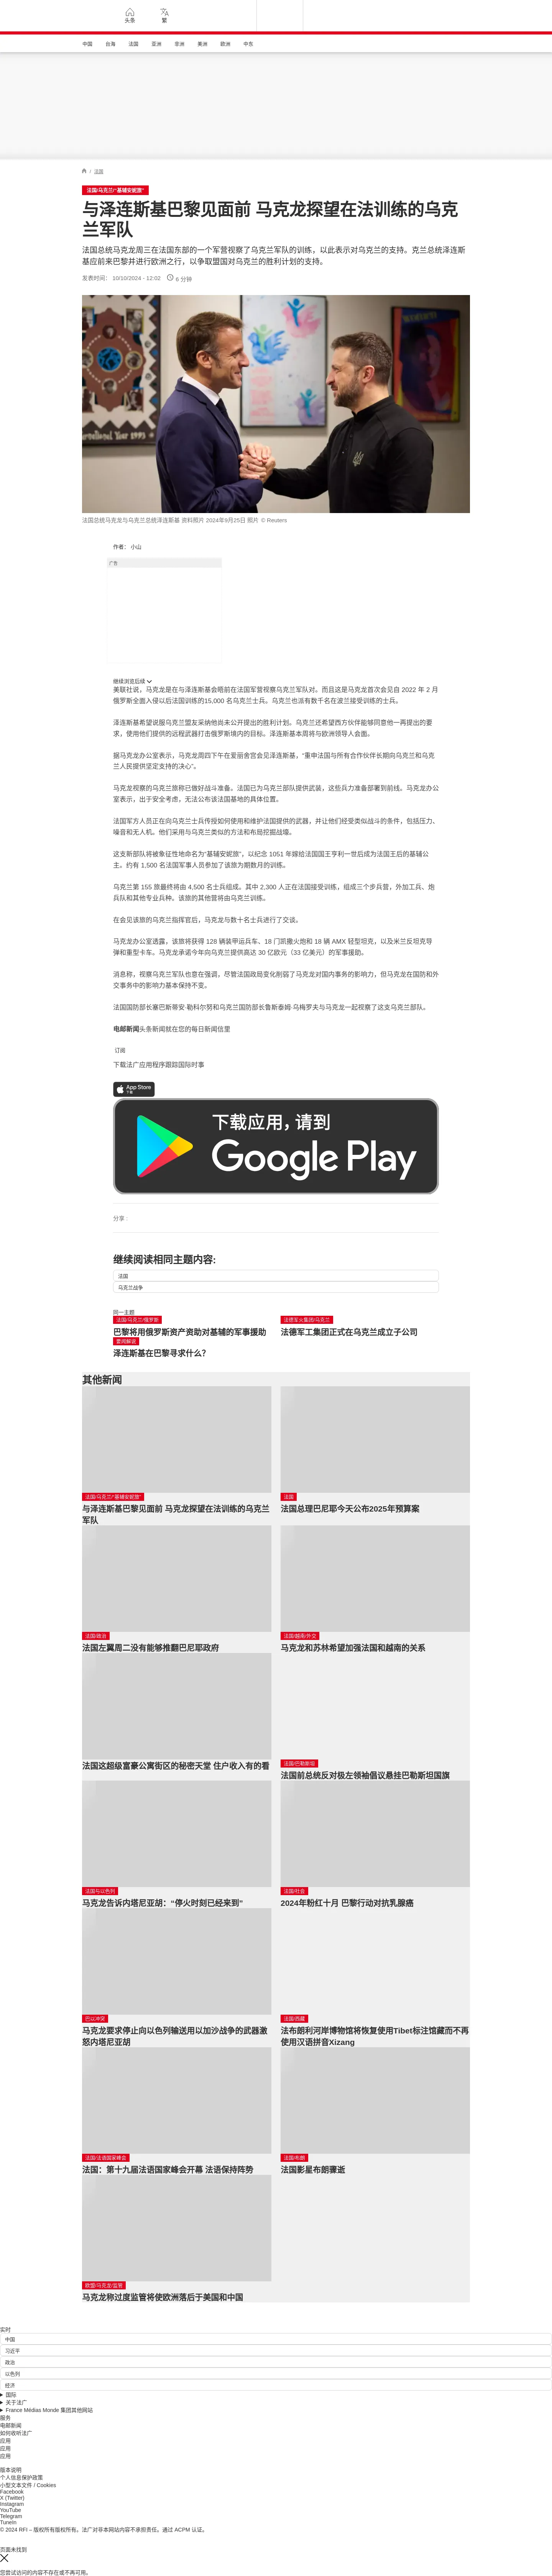 头条
繁
中国
台海
法国
亚洲
非洲
美洲
欧洲
中东
/ 法国
法国/乌克兰/“基辅安妮旅”
与泽连斯基巴黎见面前 马克龙探望在法训练的乌克
兰军队
法国总统马克龙周三在法国东部的一个军营视察了乌克兰军队的训练，以此表示对乌克兰的支持。克兰总统泽连斯
基应前来巴黎并进行欧洲之行，以争取盟国对乌克兰的胜利计划的支持。
发表时间： 10/10/2024 - 12:02
6 分钟
women
法国总统马克龙与乌克兰总统泽连斯基 资料照片 2024年9月25日 照片 © Reuters
作者： 小山
广告
继续浏览后续
美联社说，马克龙是在与泽连斯基会晤前在法国军营视察乌克兰军队对。而且这是马克龙首次会见自 2022 年 2 月
俄罗斯全面入侵以后法国训练的15,000 名乌克兰士兵。乌克兰也派有数千名在波兰接受训练的士兵。
泽连斯基希望说服乌克兰盟友采纳他尚未公开提出的胜利计划。乌克兰还希望西方伙伴能够同意他一再提出的要
求，使用他们提供的远程武器打击俄罗斯境内的目标。泽连斯基本周将与欧洲领导人会面。
据马克龙办公室表示，马克龙周四下午在爱丽舍宫会见泽连斯基，“重申法国与所有合作伙伴长期向乌克兰和乌克
兰人民提供坚定支持的决心”。
马克龙视察的乌克兰旅称已做好战斗准备。法国已为乌克兰部队提供武装，这些兵力准备部署到前线。马克龙办公
室表示，出于安全考虑，无法公布该法国基地的具体位置。
法国军方人员正在向乌克兰士兵传授如何使用和维护法国提供的武器，并让他们经受类似战斗的条件，包括压力、
噪音和无人机。他们采用与乌克兰类似的方法和布局挖掘战壕。
这支新部队将被象征性地命名为“基辅安妮旅”，以纪念 1051 年嫁给法国国王亨利一世后成为法国王后的基辅公
主。约有 1,500 名法国军事人员参加了该旅为期数月的训练。
乌克兰第 155 旅最终将由 4,500 名士兵组成。其中 2,300 人正在法国接受训练，组成三个步兵营，外加工兵、炮
兵队和其他专业兵种。该旅的其他营将由乌克兰训练。
在会见该旅的乌克兰指挥官后，马克龙与数十名士兵进行了交谈。
马克龙办公室透露，该旅将获得 128 辆装甲运兵车、18 门凯撒火炮和 18 辆 AMX 轻型坦克，以及米兰反坦克导
弹和重型卡车。马克龙承诺今年向乌克兰提供高达 30 亿欧元（33 亿美元）的军事援助。
消息称，视察乌克兰军队也意在强调，尽管法国政局变化削弱了马克龙对国内事务的影响力，但马克龙在国防和外
交事务中的影响力基本保持不变。
法国国防部长塞巴斯蒂安·勒科尔努和乌克兰国防部长鲁斯泰姆·乌梅罗夫与马克龙一起视察了这支乌克兰部队。
电邮新闻头条新闻就在您的每日新闻信里
订阅
下载法广应用程序跟踪国际时事
App Store
下载
下载应用，请到
Google Play
分享 :
继续阅读相同主题内容:
法国
乌克兰战争
同一主题
法国/乌克兰/俄罗斯
巴黎将用俄罗斯资产资助对基辅的军事援助
法德军火集团/乌克兰
法德军工集团正式在乌克兰成立子公司
要闻解说
泽连斯基在巴黎寻求什么？
其他新闻
法国/乌克兰/“基辅安妮旅”
与泽连斯基巴黎见面前 马克龙探望在法训练的乌克兰
军队
法国
法国总理巴尼耶今天公布2025年预算案
法国/政治
法国左翼周二没有能够推翻巴尼耶政府
法国/越南/外交
马克龙和苏林希望加强法国和越南的关系
法国这超级富豪公寓街区的秘密天堂 住户收入有的看
法国/巴勒斯坦
法国前总统反对极左领袖倡议悬挂巴勒斯坦国旗
法国与以色列
马克龙告诉内塔尼亚胡：“停火时刻已经来到”
法国/社会
2024年粉红十月 巴黎行动对抗乳腺癌
巴以冲突
马克龙要求停止向以色列输送用以加沙战争的武器激
怒内塔尼亚胡
法国/西藏
法布朗利河岸博物馆将恢复使用Tibet标注馆藏而不再
使用汉语拼音Xizang
法国/法语国家峰会
法国：第十九届法语国家峰会开幕 法语保持阵势
法国/布朗
法国影星布朗骤逝
欧盟/马克龙/监管
马克龙称过度监管将使欧洲落后于美国和中国
实时
中国
习近平
政治
以色列
经济
国际
关于法广
France Médias Monde 集团其他网站
服务
电邮新闻
如何收听法广
应用
应用
应用
版本说明
个人信息保护政策
小型文本文件 / Cookies
Facebook
X (Twitter)
Instagram
YouTube
Telegram
TuneIn
© 2024 RFI – 版权所有版权所有。法广对非本网站内容不承担责任。通过 ACPM 认证。
页面未找到
您尝试访问的内容不存在或不再可用。